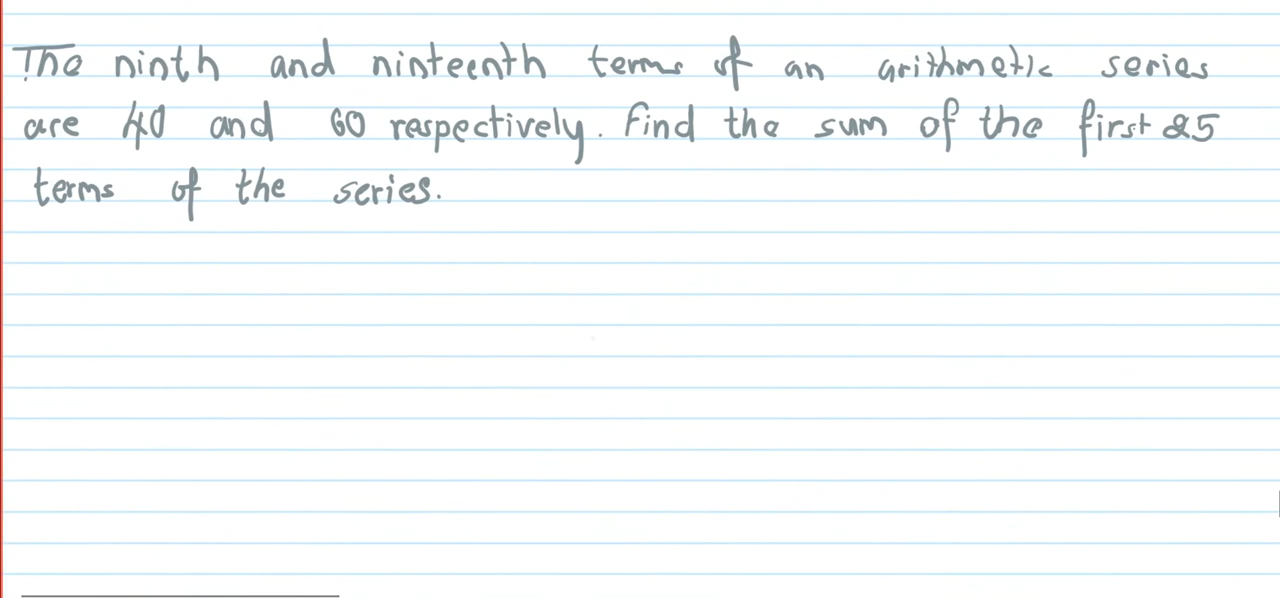 The ninth and ninteenth terms of an arithmetic series
are 40 and 60 respectively. Find the sum of the first 25
terms of the series.